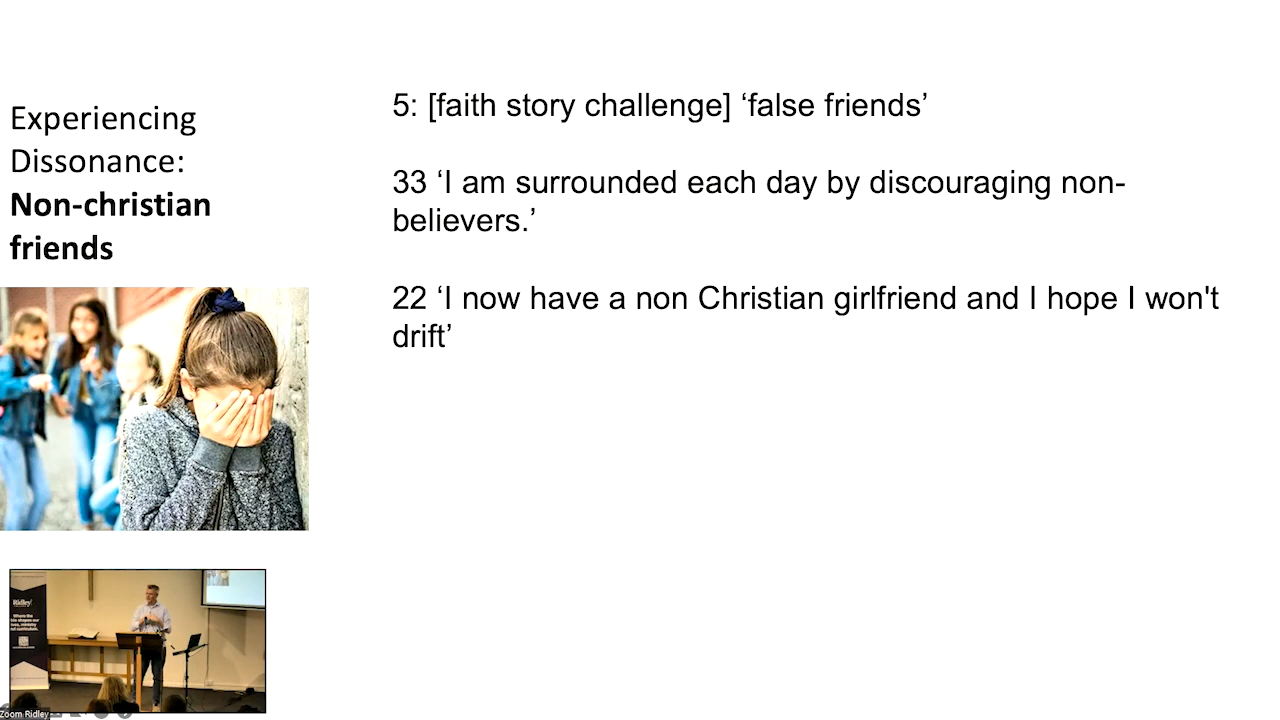 Experiencing
Dissonance:
Non-christian
friends
5: [faith story challenge] ‘false friends’
33 ‘I am surrounded each day by discouraging non-
believers.’
22 ‘I now have a non Christian girlfriend and I hope I won't
drift’
Ridley
Zoom Ridley